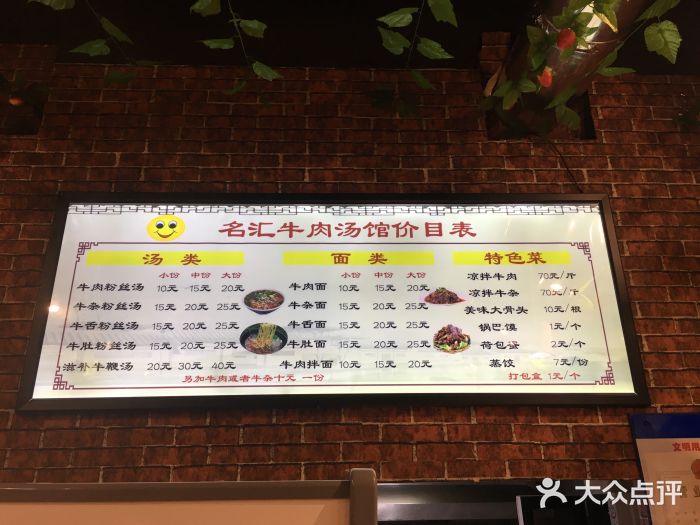 名汇牛肉汤馆价目表
汤类
小份 中份 大份
牛肉粉丝汤 10元 15元 20元
牛杂粉丝汤 15元 20元 25元
牛舌粉丝汤 15元 20元 25元
牛肚粉丝汤 15元 20元 25元
滋补牛鞭汤 20元 30元 40元
另加牛肉或者牛杂十元 一份
面类
小份 中份 大份
牛肉面 10元 15元 20元
牛杂面 15元 20元 25元
牛舌面 15元 20元 25元
牛肚面 15元 20元 25元
牛肉拌面 10元 15元 20元
特色菜
凉拌牛肉 70元/斤
凉拌牛杂 70元/斤
美味大骨头 10元/根
锅巴馍 1元/个
荷包蛋 2元/个
蒸饺 7元/份
打包盒 1元/个
文明用
大众点评